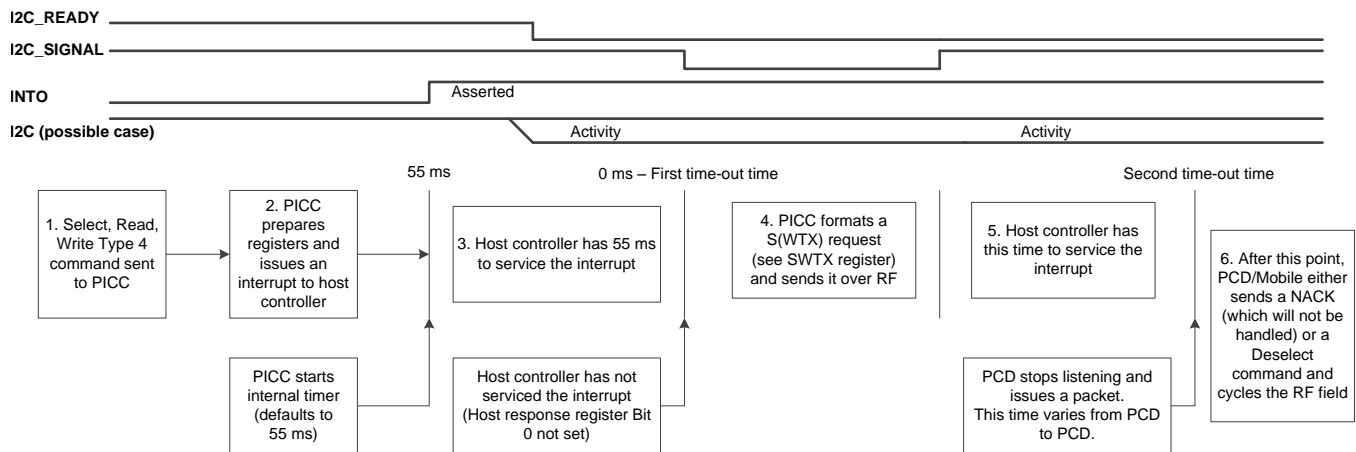 I2C_READY
I2C_SIGNAL
INTO
Asserted
I2C (possible case)
Activity
Activity
55 ms
0 ms – First time-out time
Second time-out time
1. Select, Read,
Write Type 4
command sent
to PICC
2. PICC
prepares
registers and
issues an
interrupt to host
controller
3. Host controller has 55 ms
to service the interrupt
4. PICC formats a
S(WTX) request
(see SWTX register)
and sends it over RF
5. Host controller has
this time to service the
interrupt
6. After this point,
PCD/Mobile either
sends a NACK
(which will not be
handled) or a
Deselect
command and
cycles the RF field
PICC starts
internal timer
(defaults to
55 ms)
Host controller has not
serviced the interrupt
(Host response register Bit
0 not set)
PCD stops listening and
issues a packet.
This time varies from PCD
to PCD.